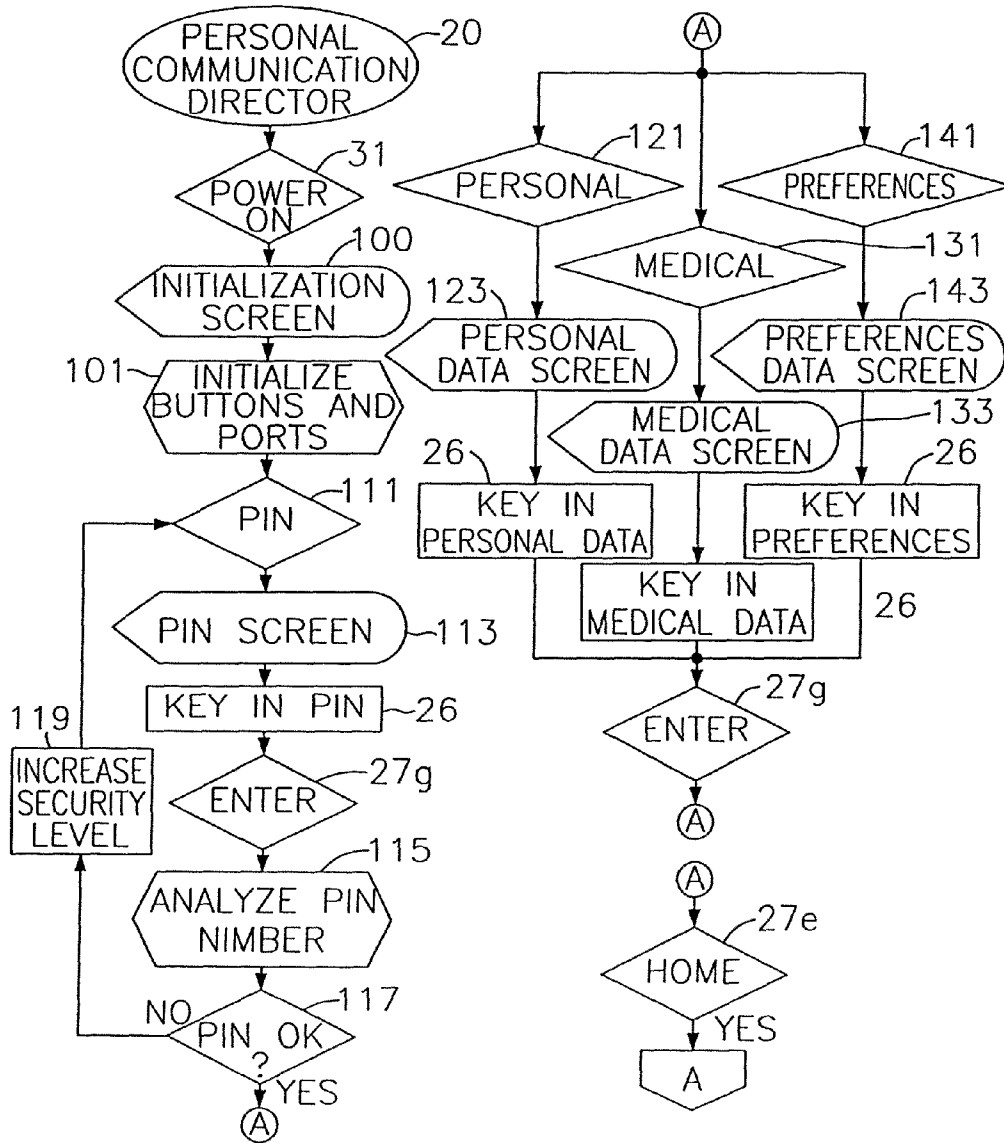 PERSONAL
COMMUNICATION
DIRECTOR
20
POWER
ON
31
INITIALIZATION
SCREEN
100
101
INITIALIZE
BUTTONS AND
PORTS
PIN
111
PIN SCREEN
113
KEY IN PIN
26
119
INCREASE
SECURITY
LEVEL
ENTER
27g
115
ANALYZE PIN
NIMBER
NO
PIN OK
?
117
YES
A
A
121
PERSONAL
141
PREFERENCES
131
MEDICAL
123
PERSONAL
DATA SCREEN
143
PREFERENCES
DATA SCREEN
133
MEDICAL
DATA SCREEN
26
KEY IN
PERSONAL DATA
26
KEY IN
PREFERENCES
KEY IN
MEDICAL DATA
26
27g
ENTER
A
A
27e
HOME
YES
A